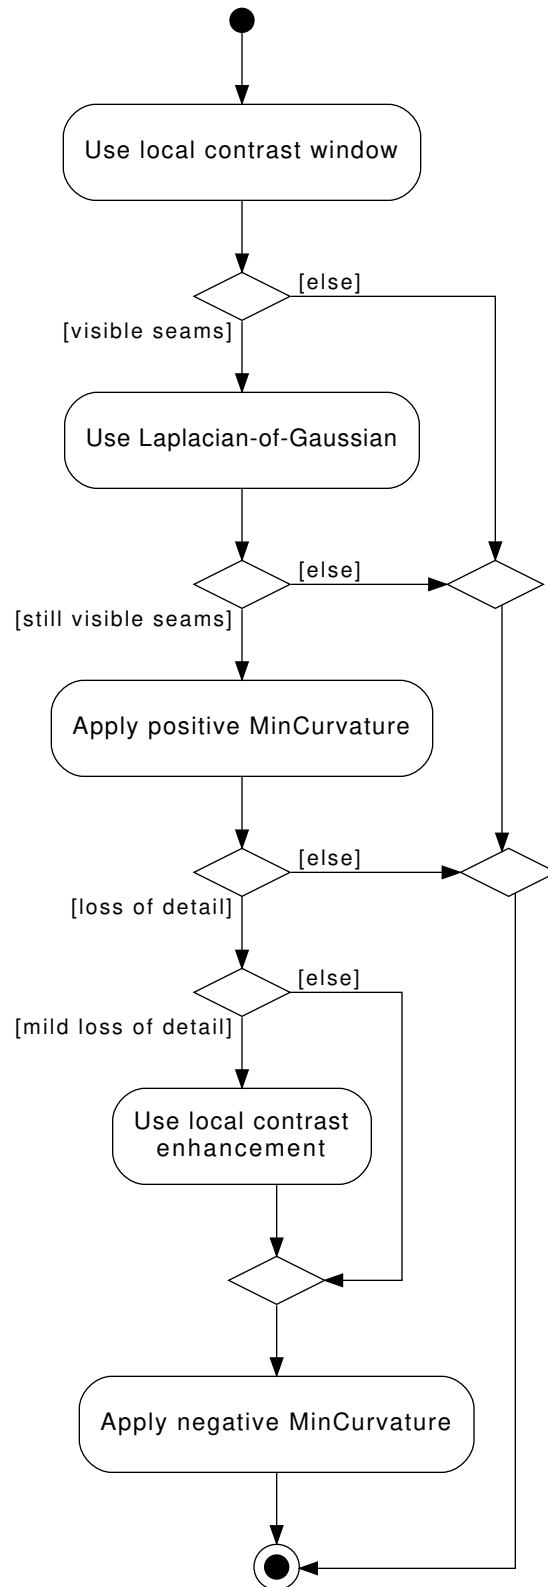 Use local contrast window
[else]
[visible seams]
Use Laplacian-of-Gaussian
[else]
[still visible seams]
Apply positive MinCurvature
[else]
[loss of detail]
[else]
[mild loss of detail]
Use local contrast
enhancement
Apply negative MinCurvature